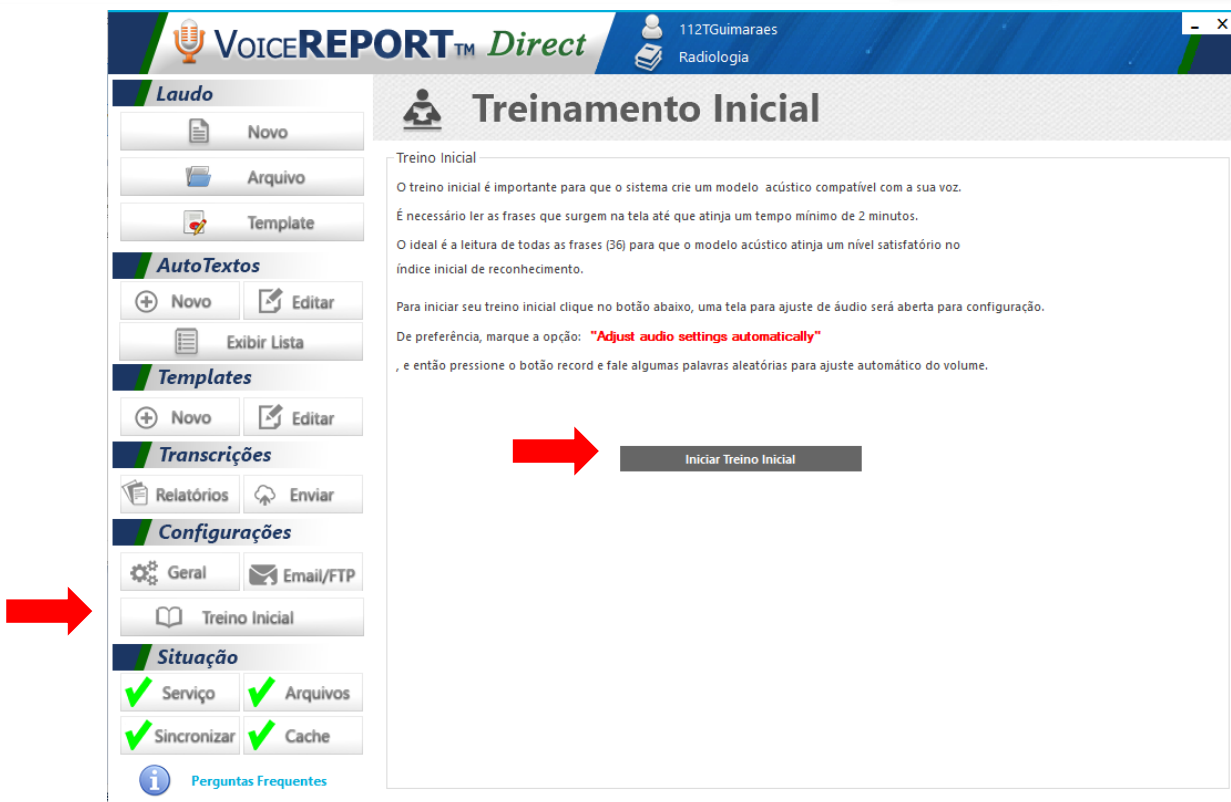 VOICEREPORT™ Direct
112TGuimaraes
Radiologia
- X
Laudo
Novo
Arquivo
Template
AutoTextos
Novo Editar
Exibir Lista
Templates
Novo Editar
Transcrições
Relatórios Enviar
Configurações
Geral Email/FTP
Treino Inicial
Situação
Serviço Arquivos
Sincronizar Cache
Perguntas Frequentes
Treinamento Inicial
Treino Inicial
O treino inicial é importante para que o sistema crie um modelo acústico compatível com a sua voz.
É necessário ler as frases que surgem na tela até que atinja um tempo mínimo de 2 minutos.
O ideal é a leitura de todas as frases (36) para que o modelo acústico atinja um nível satisfatório no
índice inicial de reconhecimento.
Para iniciar seu treino inicial clique no botão abaixo, uma tela para ajuste de áudio será aberta para configuração.
De preferência, marque a opção: "Adjust audio settings automatically"
, e então pressione o botão record e fale algumas palavras aleatórias para ajuste automático do volume.
Iniciar Treino Inicial